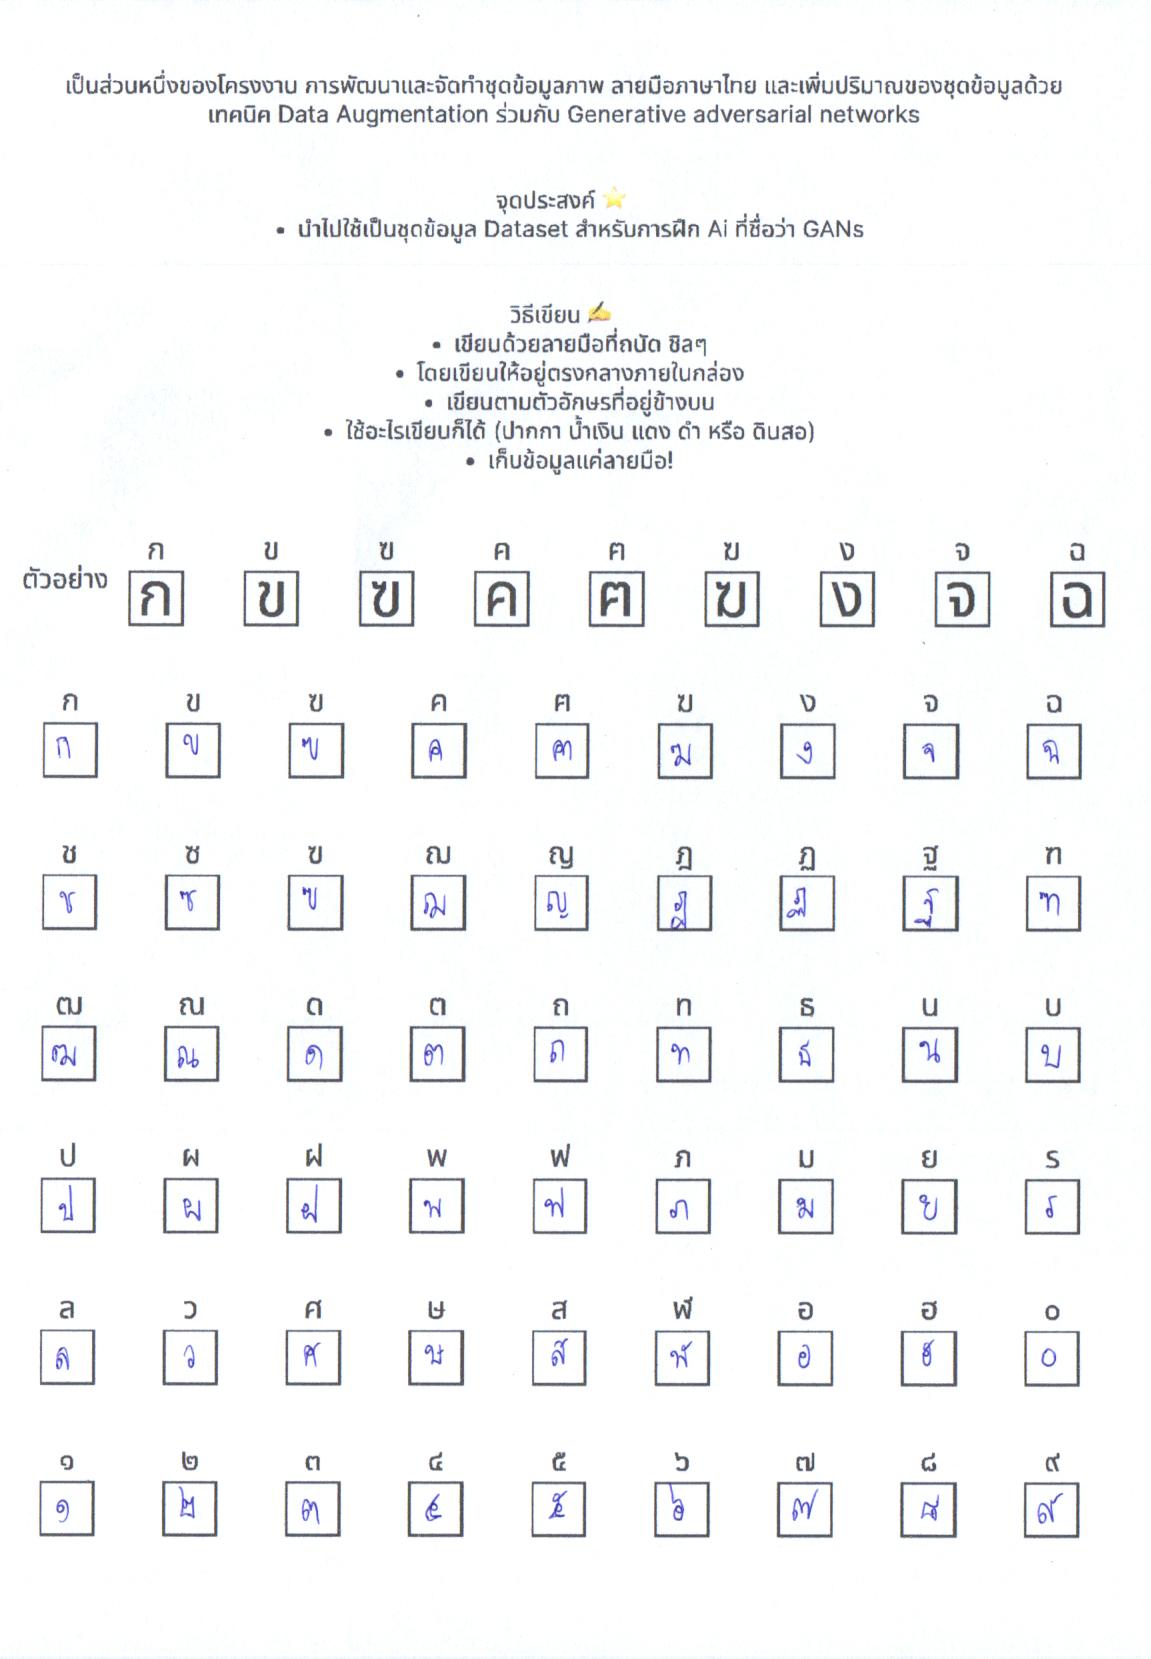 เป็นส่วนหนึ่งของโครงงาน การพัฒนาและจัดทำชุดข้อมูลภาพ ลายมือภาษาไทย และเพิ่มปริมาณของชุดข้อมูลด้วย
เทคนิค Data Augmentation ร่วมกับ Generative adversarial networks
จุดประสงค์ ⭐
• นำไปใช้เป็นชุดข้อมูล Dataset สำหรับการฝึก Ai ที่ชื่อว่า GANs
วิธีเขียน ✍️
• เขียนด้วยลายมือที่ถนัด ชิลๆ
• โดยเขียนให้อยู่ตรงกลางภายในกล่อง
• เขียนตามตัวอักษรที่อยู่ข้างบน
• ใช้อะไรเขียนก็ได้ (ปากกา น้ำเงิน แดง ดำ หรือ ดินสอ)
• เก็บข้อมูลแค่ลายมือ!
ก ข ฃ ค ฅ ฆ ง จ ฉ
ตัวอย่าง ก ข ฃ ค ฅ ฆ ง จ ฉ
ก ข ฃ ค ฅ ฆ ง จ ฉ
ก ข ฃ ค ฅ ฆ ง จ ฉ
ช ซ ฃ ฌ ญ ฎ ฏ ฐ ฑ
ช ซ ฃ ฌ ญ ฎ ฏ ฐ ฑ
ฒ ณ ด ต ถ ท ธ น บ
ฒ ณ ด ต ถ ท ธ น บ
ป ผ ฝ พ ฟ ภ ม ย ร
ป ผ ฝ พ ฟ ภ ม ย ร
ล ว ศ ษ ส ฬ อ ฮ ๐
ล ว ศ ษ ส ฬ อ ฮ ๐
๑ ๒ ๓ ๔ ๕ ๖ ๗ ๘ ๙
๑ ๒ ๓ ๔ ๕ ๖ ๗ ๘ ๙